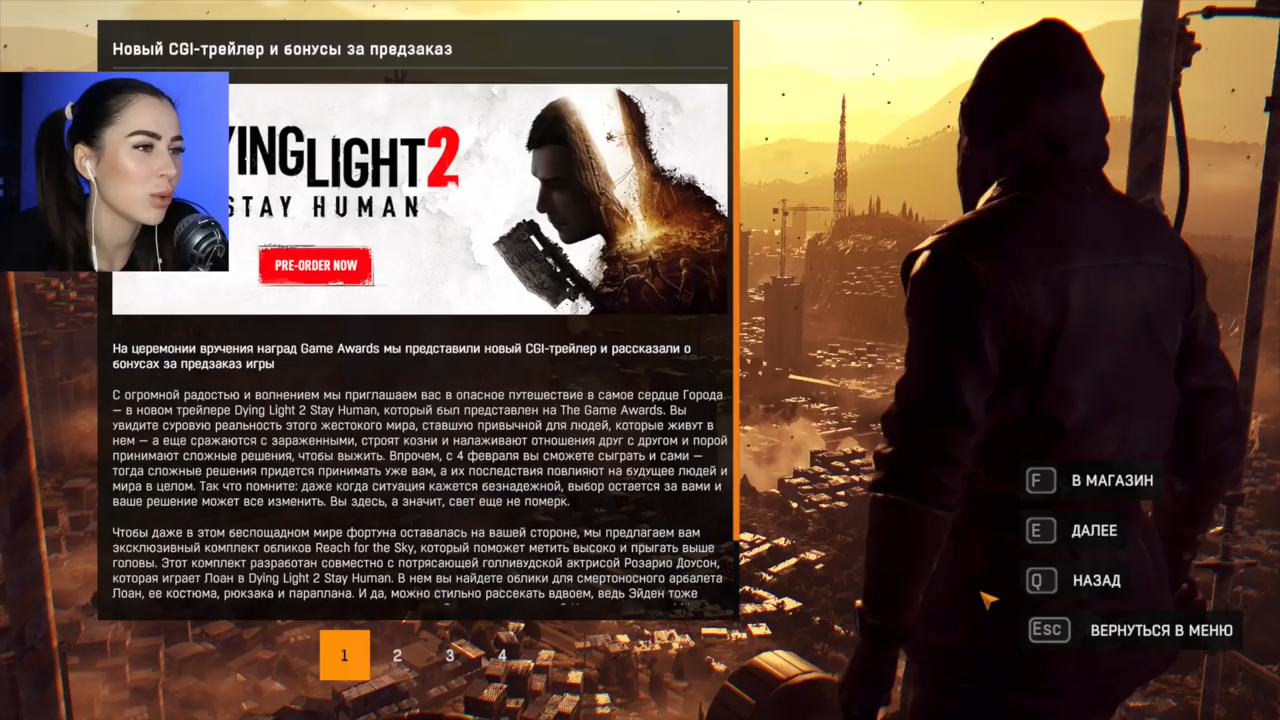 Новый CGI-трейлер и бонусы за предзаказ
YING LIGHT 2
STAY HUMAN
PRE-ORDER NOW
На церемонии вручения наград Game Awards мы представили новый CGI-трейлер и рассказали о
бонусах за предзаказ игры
С огромной радостью и волнением мы приглашаем вас в опасное путешествие в самое сердце Города
— в новом трейлере Dying Light 2 Stay Human, который был представлен на The Game Awards. Вы
увидите суровую реальность этого жестокого мира, ставшую привычной для людей, которые живут в
нем — а еще сражаются с зараженными, строят козни и налаживают отношения друг с другом и порой
принимают сложные решения, чтобы выжить. Впрочем, с 4 февраля вы сможете сыграть и сами —
тогда сложные решения придется принимать уже вам, а их последствия повлияют на будущее людей и
мира в целом. Так что помните: даже когда ситуация кажется безнадежной, выбор остается за вами и
ваше решение может все изменить. Вы здесь, а значит, свет еще не померк.
Чтобы даже в этом беспощадном мире фортуна оставалась на вашей стороне, мы предлагаем вам
эксклюзивный комплект обликов Reach for the Sky, который поможет метить высоко и прыгать выше
головы. Этот комплект разработан совместно с потрясающей голливудской актрисой Розарио Доусон,
которая играет Лоан в Dying Light 2 Stay Human. В нем вы найдете облики для смертоносного арбалета
Лоан, ее костюма, рюкзака и параплана. И да, можно стильно рассекать вдвоем, ведь Эйден тоже
1 2 3 4
F В МАГАЗИН
E ДАЛЕЕ
Q НАЗАД
Esc ВЕРНУТЬСЯ В МЕНЮ